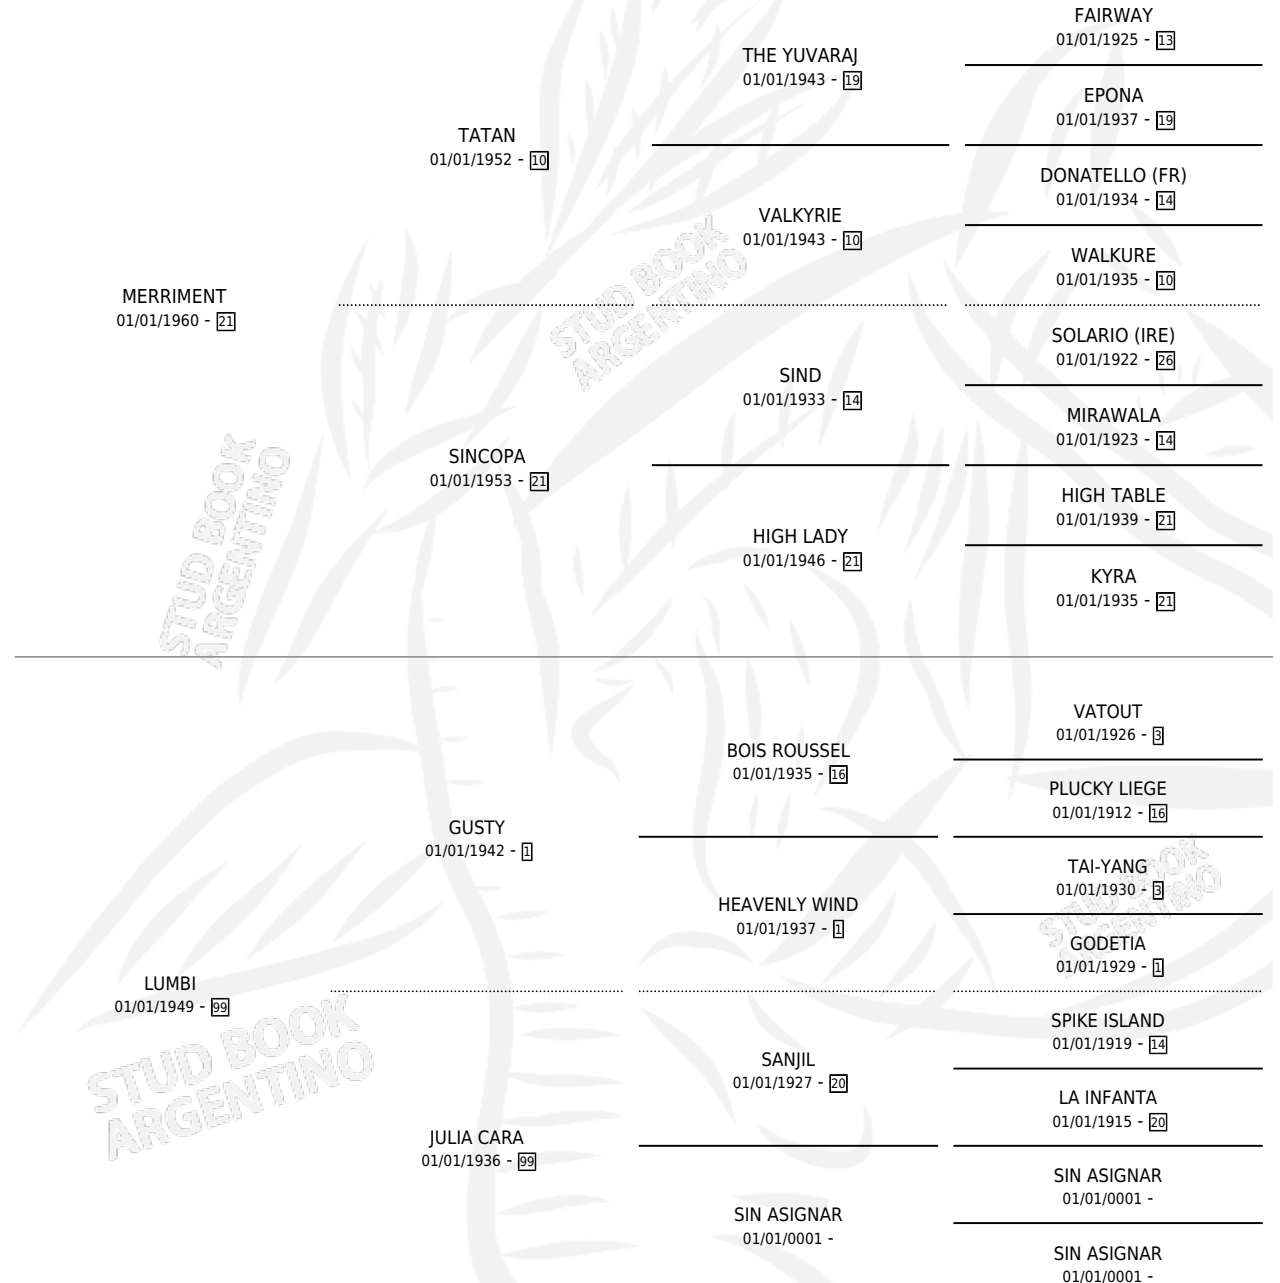 FAIRWAY
01/01/1925 - 13
THE YUVARAJ
01/01/1943 - 19
EPONA
01/01/1937 - 19
TATAN
01/01/1952 - 10
DONATELLO (FR)
01/01/1934 - 14
VALKYRIE
01/01/1943 - 10
WALKURE
01/01/1935 - 10
MERRIMENT
01/01/1960 - 21
SOLARIO (IRE)
01/01/1922 - 26
SIND
01/01/1933 - 14
MIRAWALA
01/01/1923 - 14
SINCOPA
01/01/1953 - 21
HIGH TABLE
01/01/1939 - 21
HIGH LADY
01/01/1946 - 21
KYRA
01/01/1935 - 21
STUD BOOK
ARGENTINO
STUD BOOK
ARGENTINO
VATOUT
01/01/1926 - 3
BOIS ROUSSEL
01/01/1935 - 16
PLUCKY LIEGE
01/01/1912 - 16
GUSTY
01/01/1942 - 1
TAI-YANG
01/01/1930 - 3
HEAVENLY WIND
01/01/1937 - 1
GODETIA
01/01/1929 - 1
LUMBI
01/01/1949 - 99
SPIKE ISLAND
01/01/1919 - 14
SANJIL
01/01/1927 - 20
LA INFANTA
01/01/1915 - 20
JULIA CARA
01/01/1936 - 99
SIN ASIGNAR
01/01/0001 -
SIN ASIGNAR
01/01/0001 -
SIN ASIGNAR
01/01/0001 -
STUD BOOK
ARGENTINO
STUD BOOK
ARGENTINO